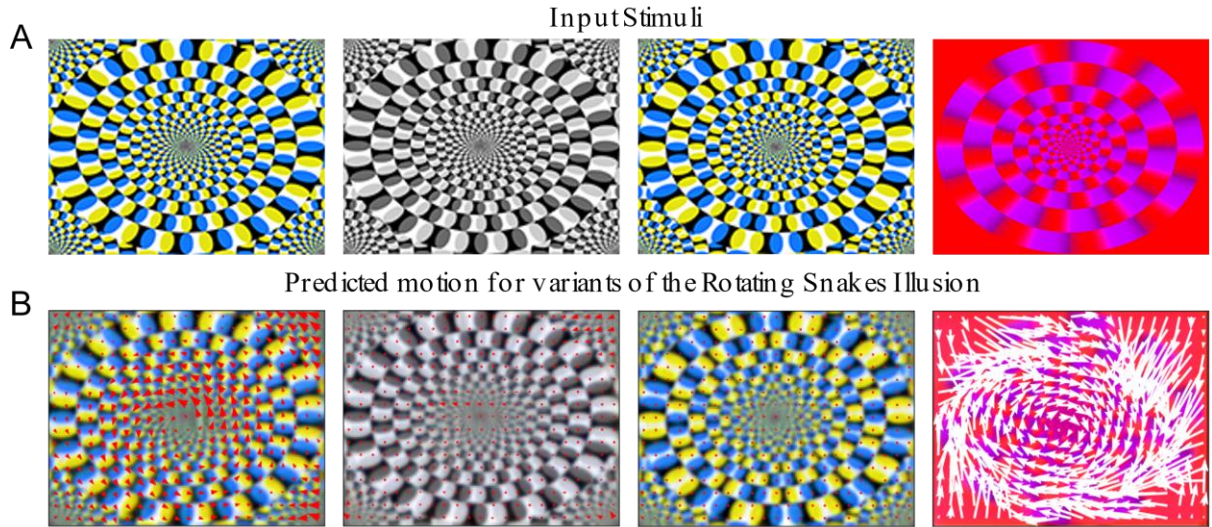 Input Stimuli
A
Predicted motion for variants of the Rotating Snakes Illusion
B